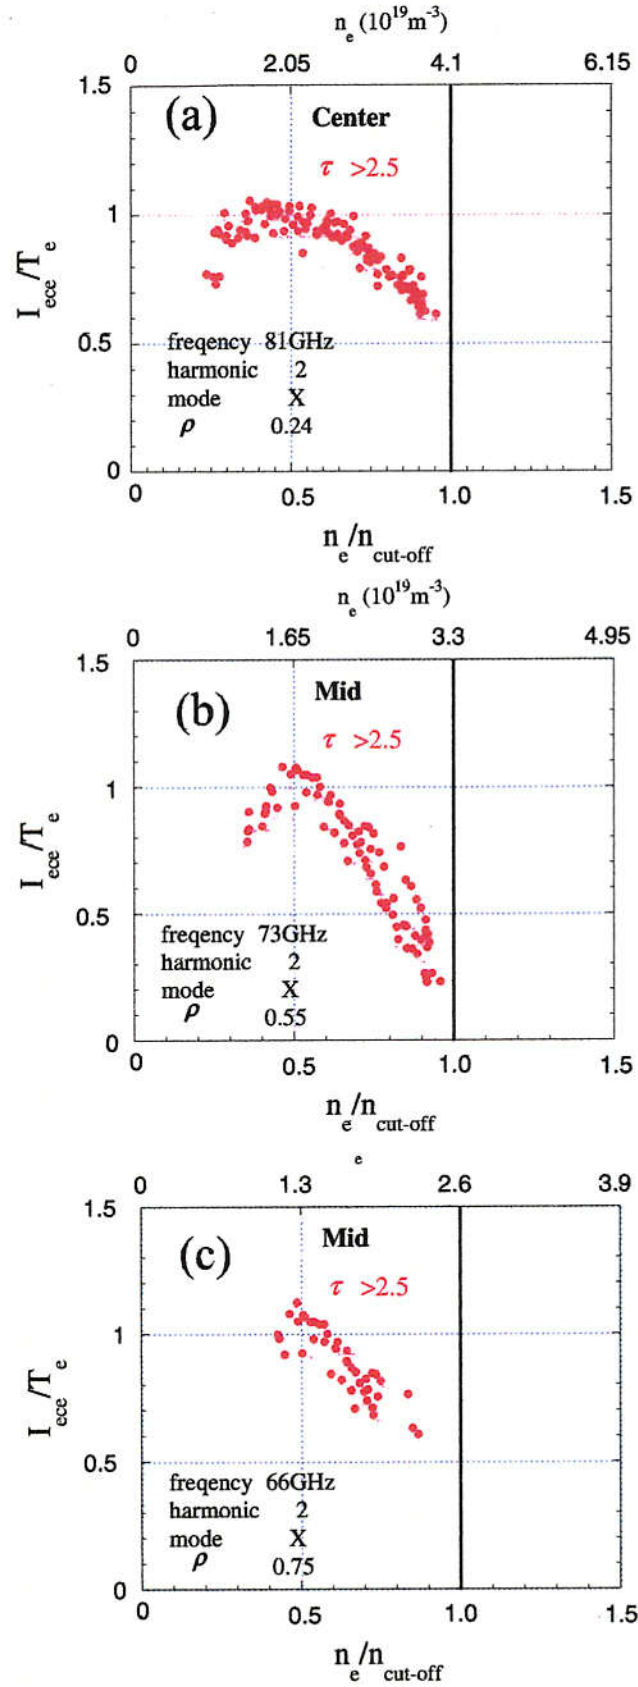 n_e (10^19m^-3)
0 2.05 4.1 6.15
1.5
(a)
Center
τ >2.5
1
I_ece/T_e
0.5
freqency 81GHz
harmonic 2
mode X
ρ 0.24
0
0 0.5 1.0 1.5
n_e/n_cut-off
n_e (10^19m^-3)
0 1.65 3.3 4.95
1.5
(b)
Mid
τ >2.5
1
I_ece/T_e
0.5
freqency 73GHz
harmonic 2
mode X
ρ 0.55
0
0 0.5 1.0 1.5
n_e/n_cut-off
e
0 1.3 2.6 3.9
1.5
(c)
Mid
τ >2.5
1
I_ece/T_e
0.5
freqency 66GHz
harmonic 2
mode X
ρ 0.75
0
0 0.5 1.0 1.5
n_e/n_cut-off